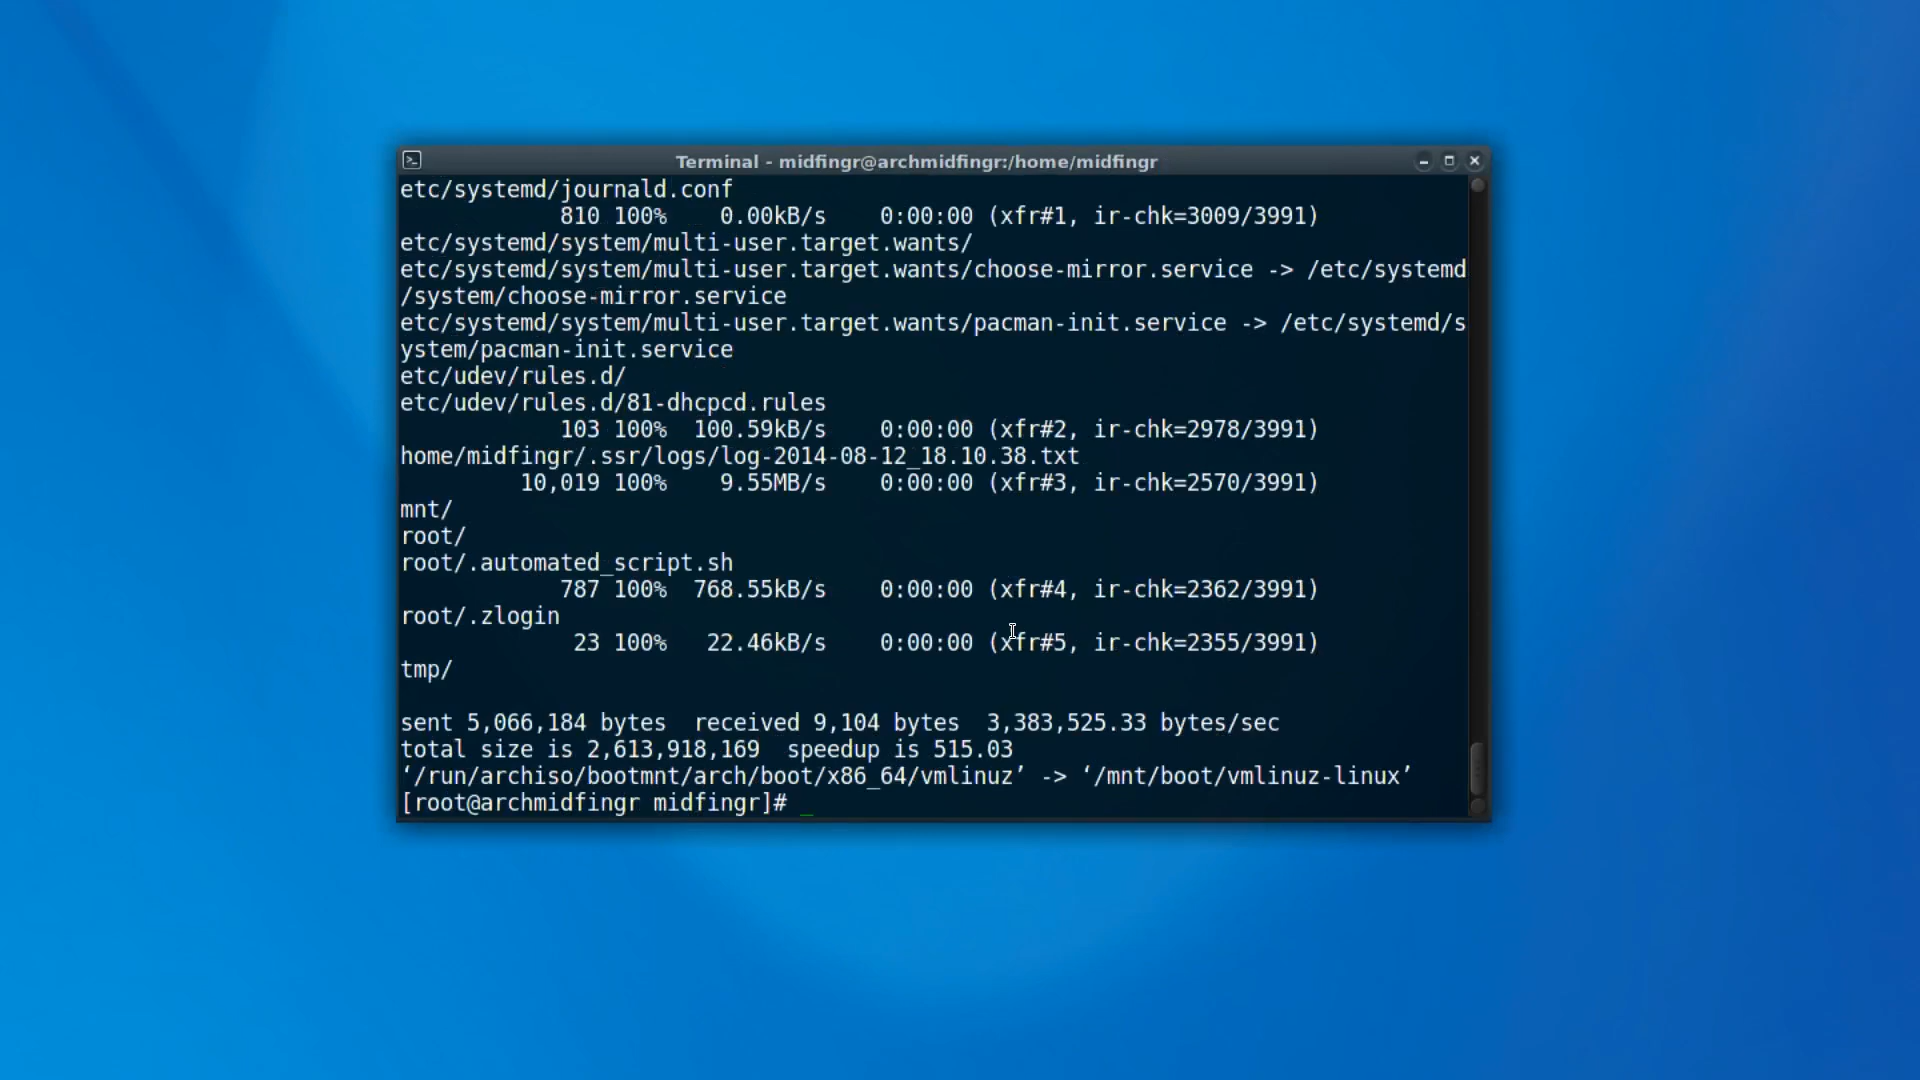 Terminal - midfingr@archmidfingr:/home/midfingr
etc/systemd/journald.conf
810 100%    0.00kB/s    0:00:00 (xfr#1, ir-chk=3009/3991)
etc/systemd/system/multi-user.target.wants/
etc/systemd/system/multi-user.target.wants/choose-mirror.service -> /etc/systemd
/system/choose-mirror.service
etc/systemd/system/multi-user.target.wants/pacman-init.service -> /etc/systemd/s
ystem/pacman-init.service
etc/udev/rules.d/
etc/udev/rules.d/81-dhcpcd.rules
103 100%  100.59kB/s    0:00:00 (xfr#2, ir-chk=2978/3991)
home/midfingr/.ssr/logs/log-2014-08-12_18.10.38.txt
10,019 100%    9.55MB/s    0:00:00 (xfr#3, ir-chk=2570/3991)
mnt/
root/
root/.automated_script.sh
787 100%  768.55kB/s    0:00:00 (xfr#4, ir-chk=2362/3991)
root/.zlogin
23 100%   22.46kB/s    0:00:00 (xfr#5, ir-chk=2355/3991)
tmp/
sent 5,066,184 bytes  received 9,104 bytes  3,383,525.33 bytes/sec
total size is 2,613,918,169  speedup is 515.03
‘/run/archiso/bootmnt/arch/boot/x86_64/vmlinuz’ -> ‘/mnt/boot/vmlinuz-linux’
[root@archmidfingr midfingr]# _